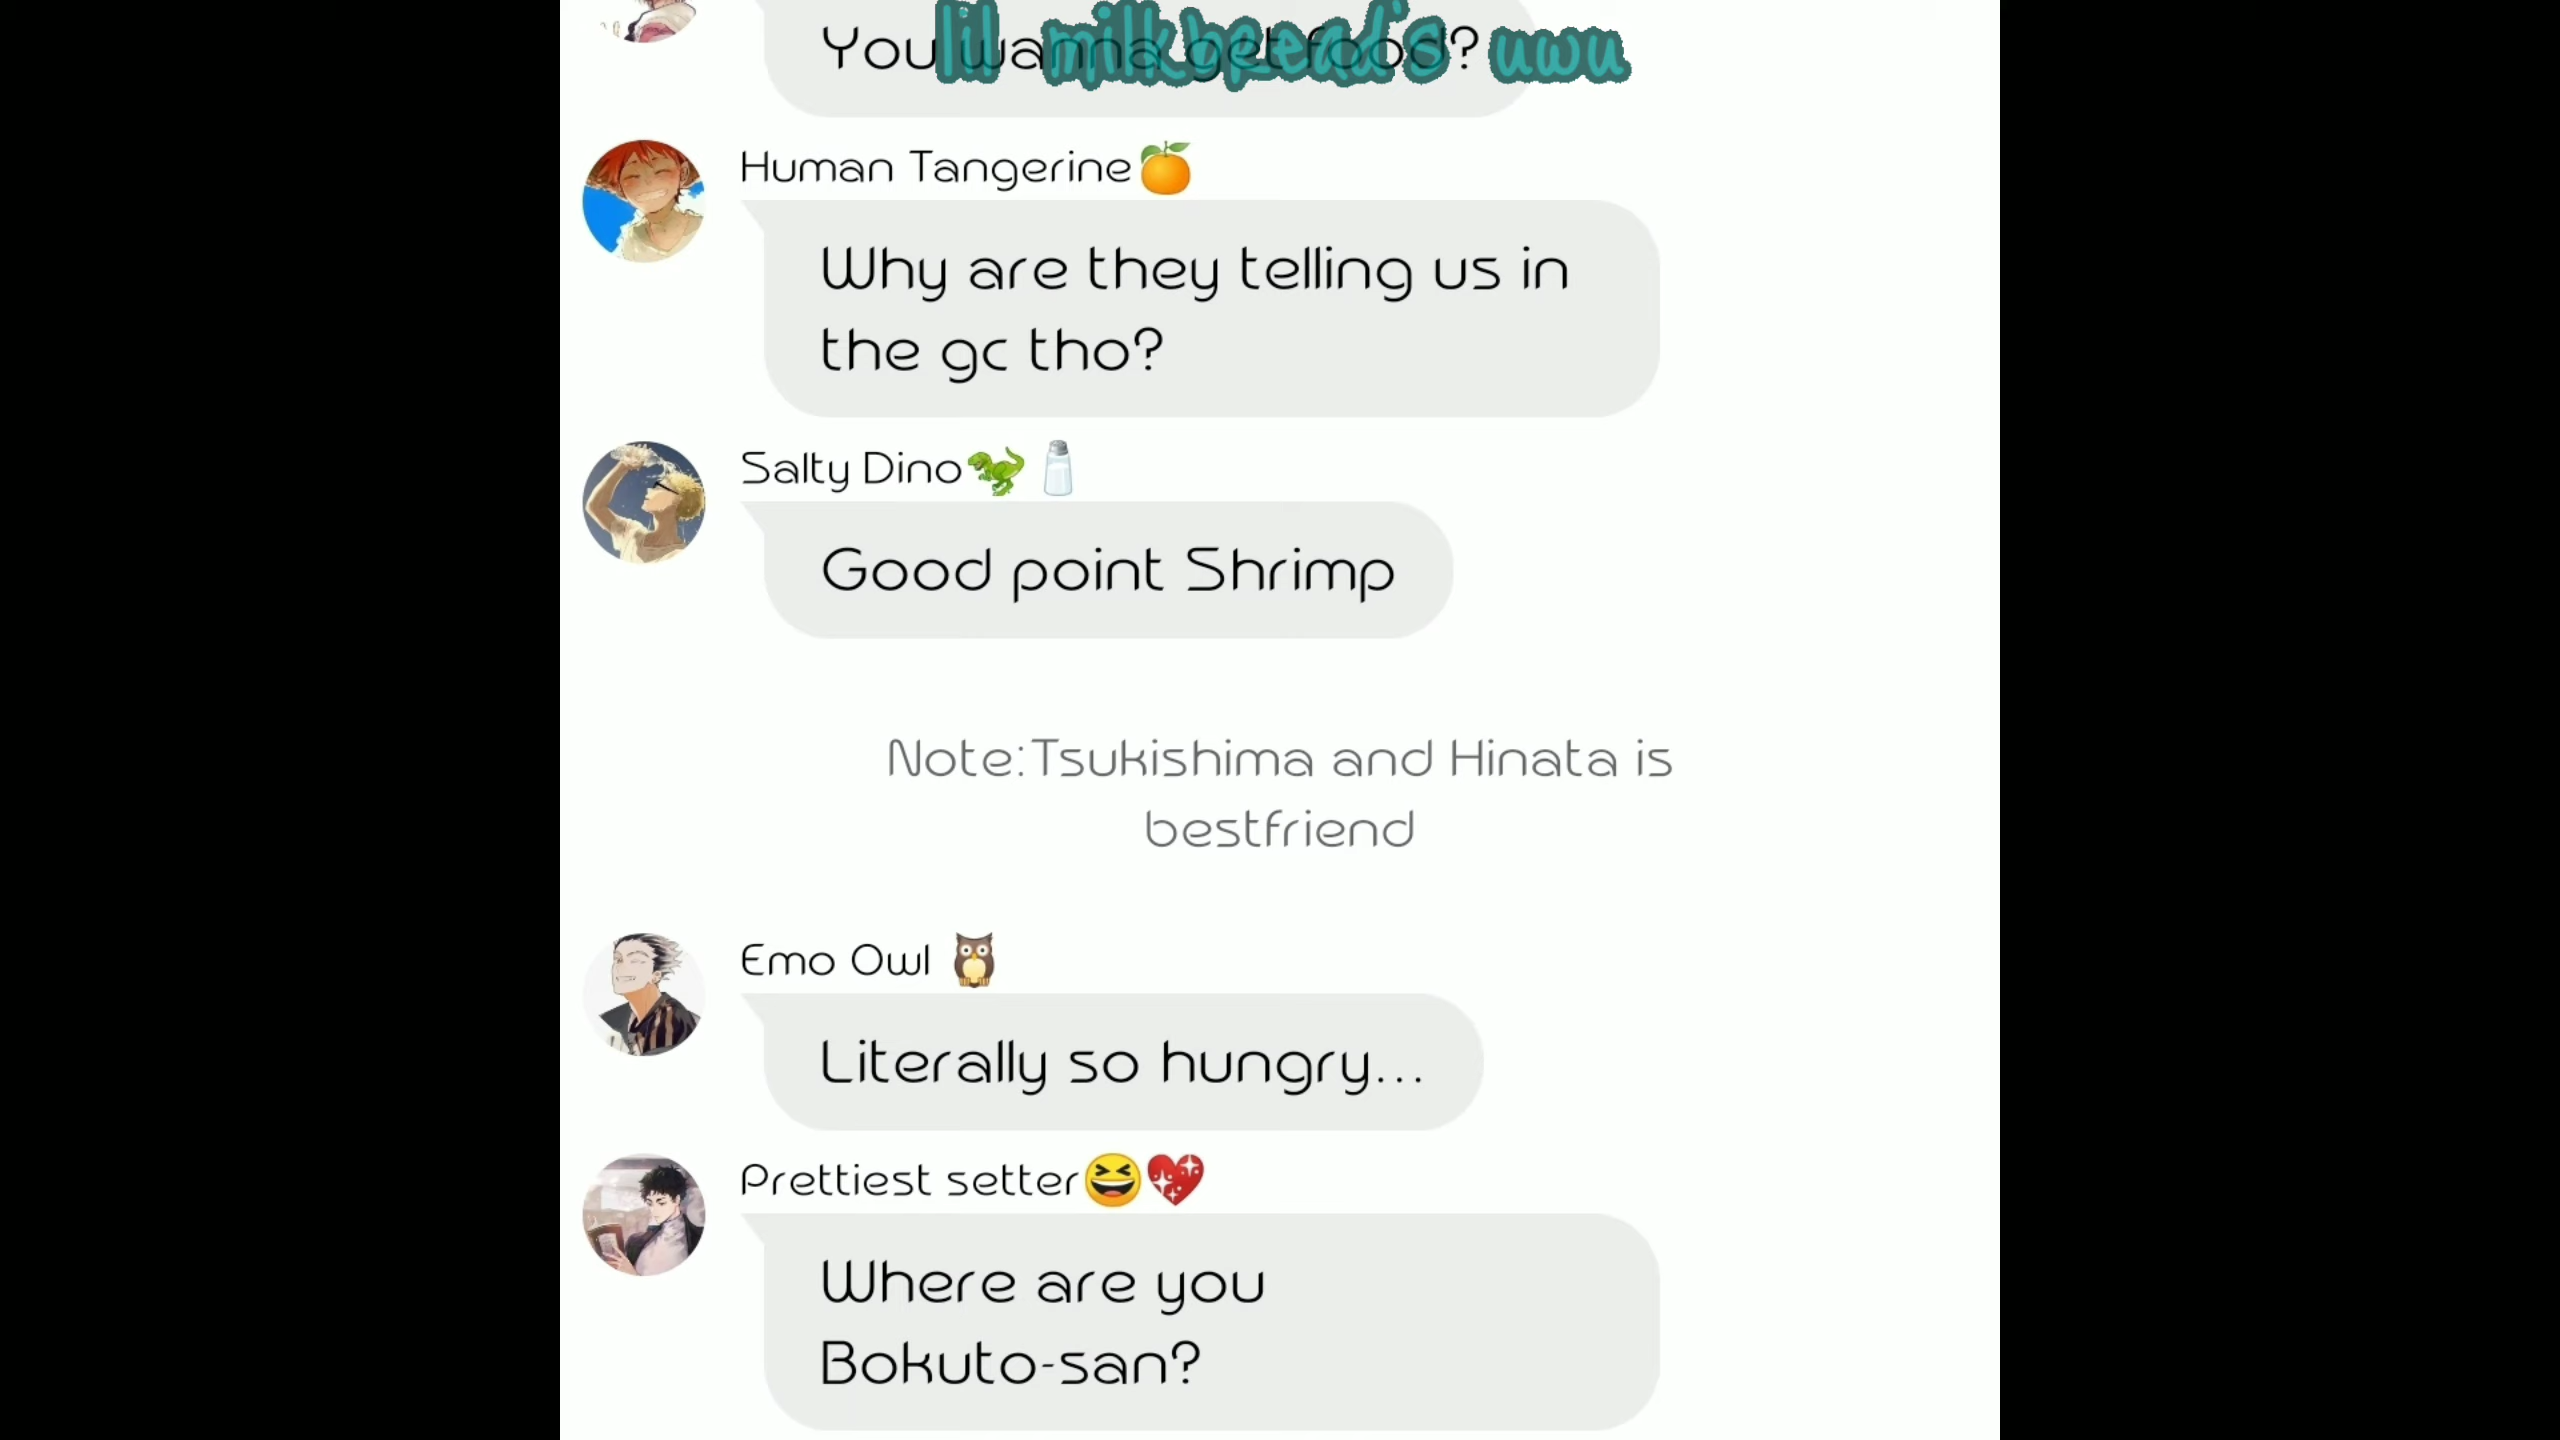 You wanna get food?
lil milkbread's uwu
Human Tangerine🍊
Why are they telling us in
the gc tho?
Salty Dino🦖🧂
Good point Shrimp
Note:Tsukishima and Hinata is
bestfriend
Emo Owl 🦉
Literally so hungry...
Prettiest setter😆💖
Where are you
Bokuto-san?